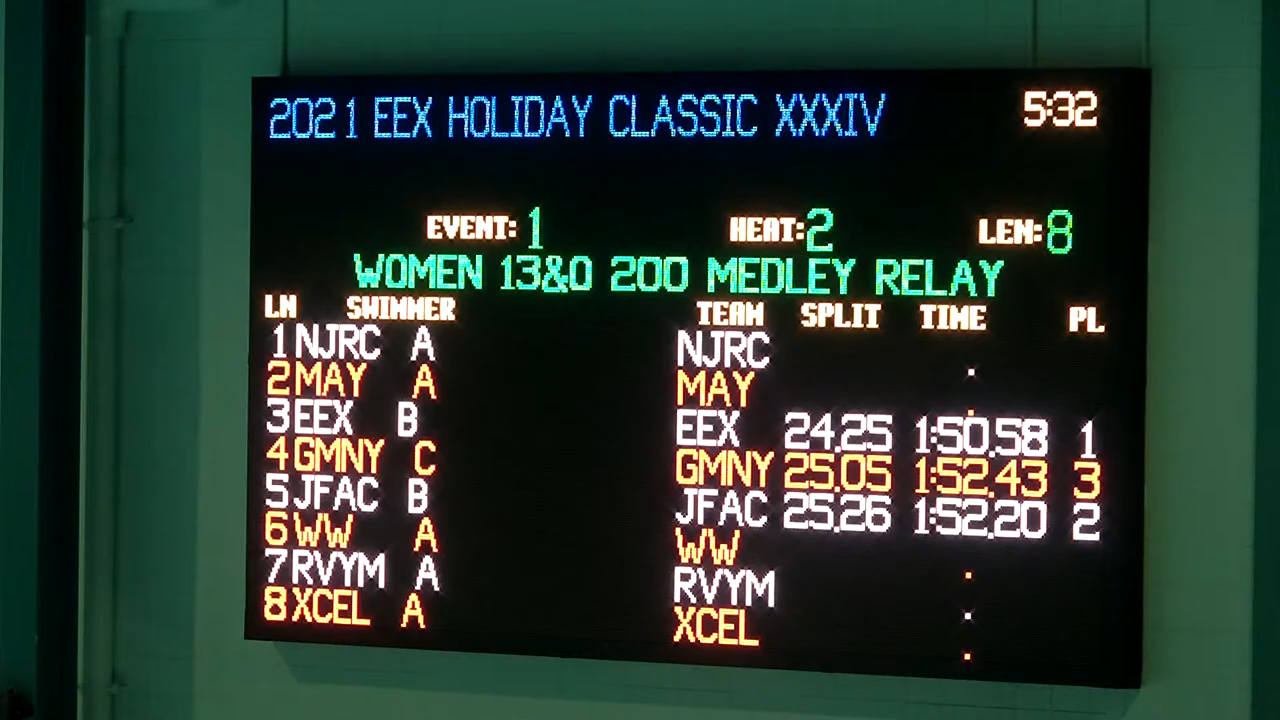 2021 EEX HOLIDAY CLASSIC XXXIV 5:32
EVENT: 1 HEAT: 2 LEN: 8
WOMEN 13&O 200 MEDLEY RELAY
LN SWIMMER TEAM SPLIT TIME PL
1 NJRC A NJRC .
2 MAY A MAY .
3 EEX B EEX 24.25 1:50.58 1
4 GMNY C GMNY 25.05 1:52.43 3
5 JFAC B JFAC 25.26 1:52.20 2
6 WW A WW .
7 RVYM A RVYM .
8 XCEL A XCEL .